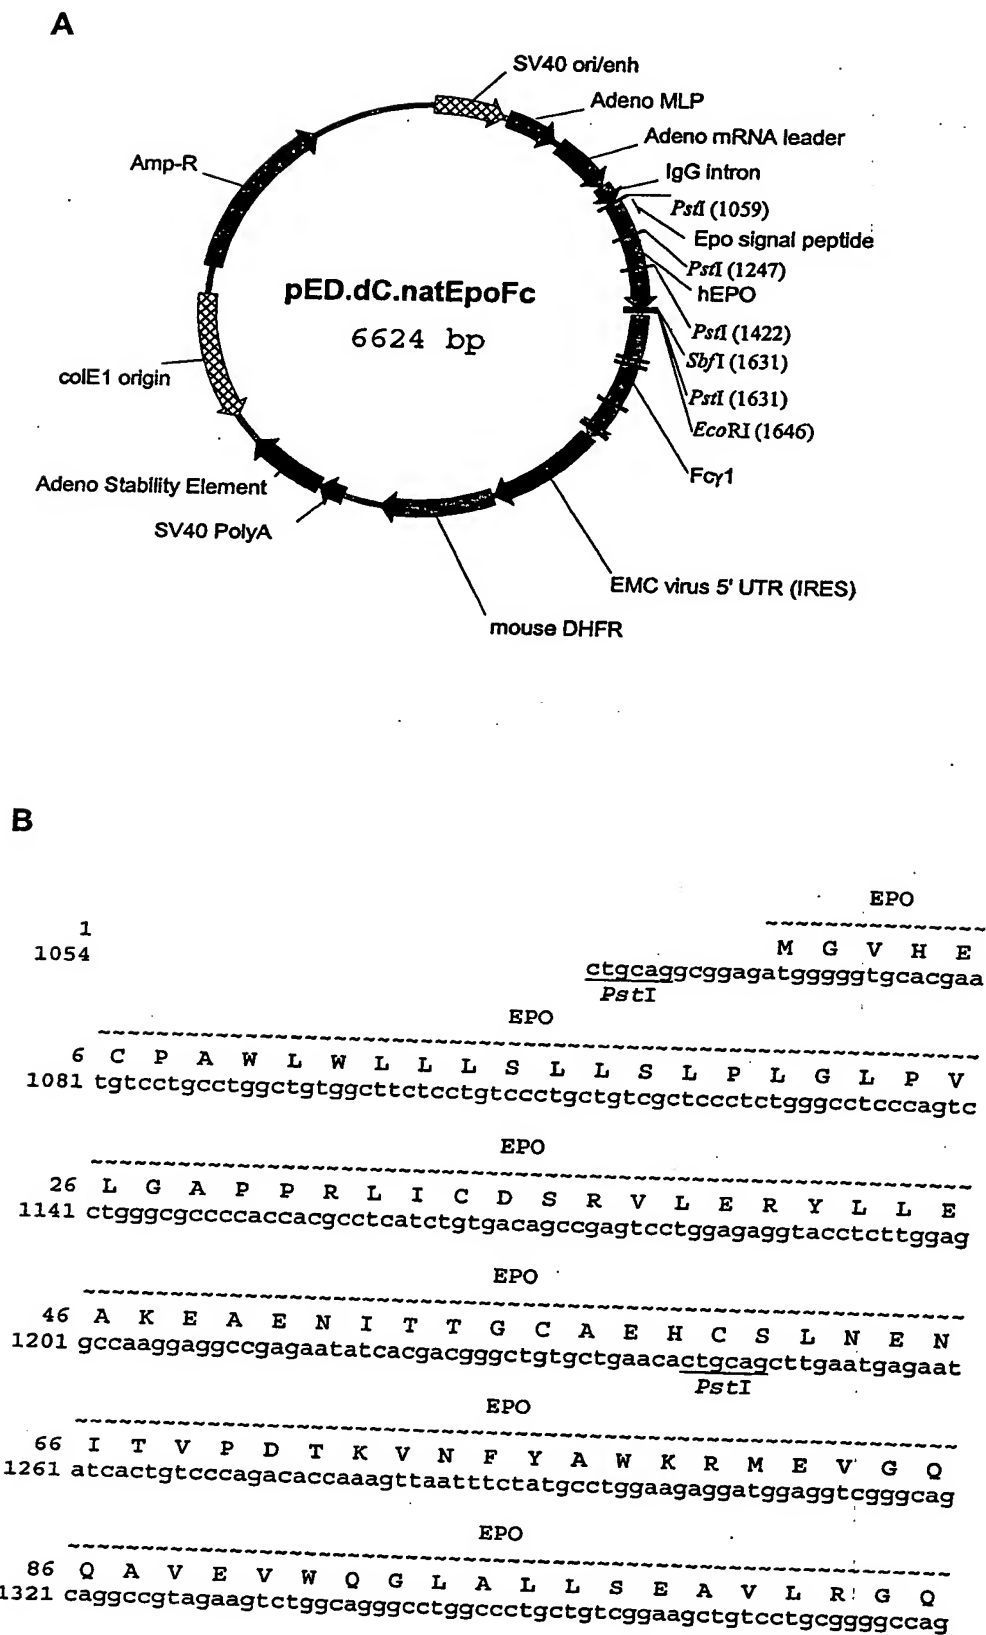 A
SV40 ori/enh
Adeno MLP
Adeno mRNA leader
IgG intron
PstI (1059)
Epo signal peptide
PstI (1247)
hEPO
PstI (1422)
SbfI (1631)
PstI (1631)
EcoRI (1646)
Fcγ1
EMC virus 5' UTR (IRES)
mouse DHFR
SV40 PolyA
Adeno Stability Element
colE1 origin
Amp-R
pED.dC.natEpoFc
6624 bp
B
EPO
1 M G V H E
1054 ctgcaggcggagatgggggtgcacgaa
PstI
EPO
6 C P A W L W L L L S L L S L P L G L P V
1081 tgtcctgcctggctgtggcttctcctgtccctgctgtcgctccctctgggcctcccagtc
EPO
26 L G A P P R L I C D S R V L E R Y L L E
1141 ctgggcgccccaccacgcctcatctgtgacagccgagtcctggagaggtacctcttggag
EPO
46 A K E A E N I T T G C A E H C S L N E N
1201 gccaaggaggccgagaatatcacgacgggctgtgctgaacactgcagcttgaatgagaat
PstI
EPO
66 I T V P D T K V N F Y A W K R M E V G Q
1261 atcactgtcccagacaccaaagttaatttctatgcctggaagaggatggaggtcgggcag
EPO
86 Q A V E V W Q G L A L L S E A V L R G Q
1321 caggccgtagaagtctggcagggcctggccctgctgtcggaagctgtcctgcggggccag